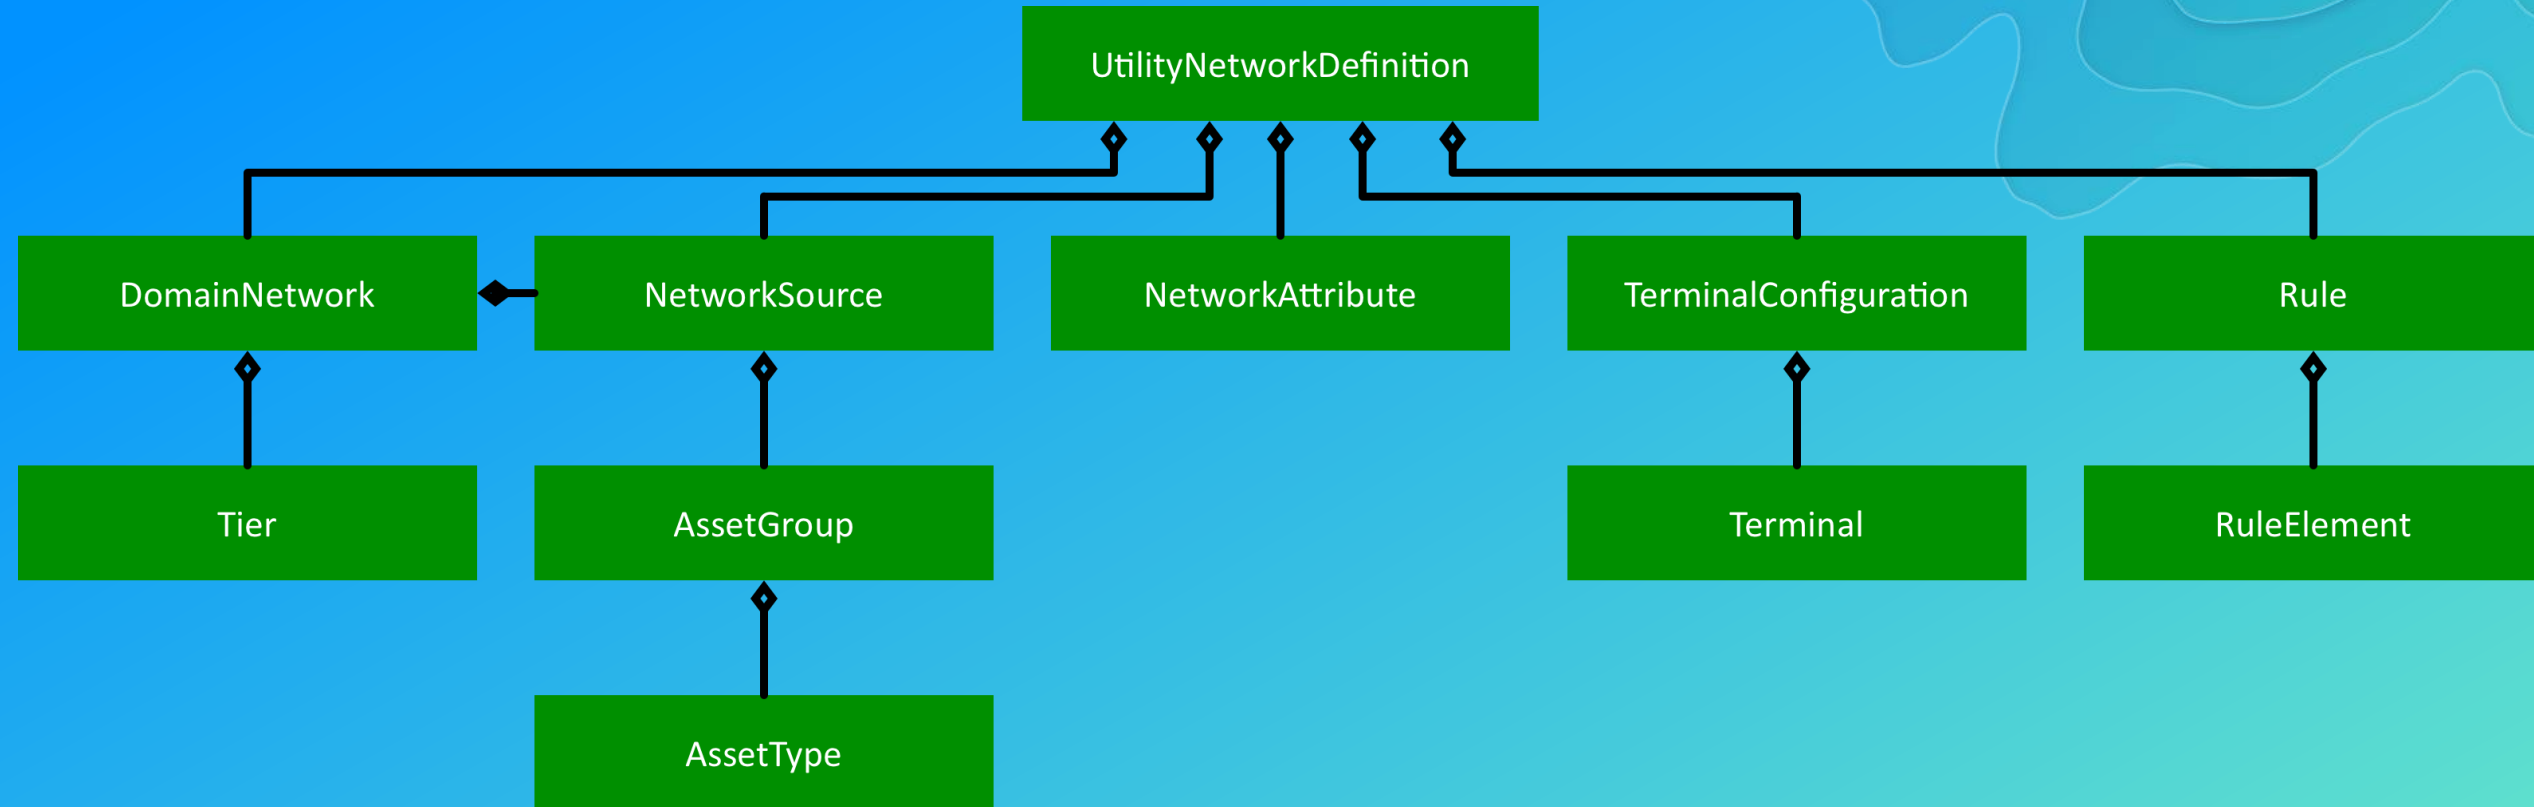 UtilityNetworkDefinition
DomainNetwork
NetworkSource
NetworkAttribute
TerminalConfiguration
Rule
Tier
AssetGroup
Terminal
RuleElement
AssetType